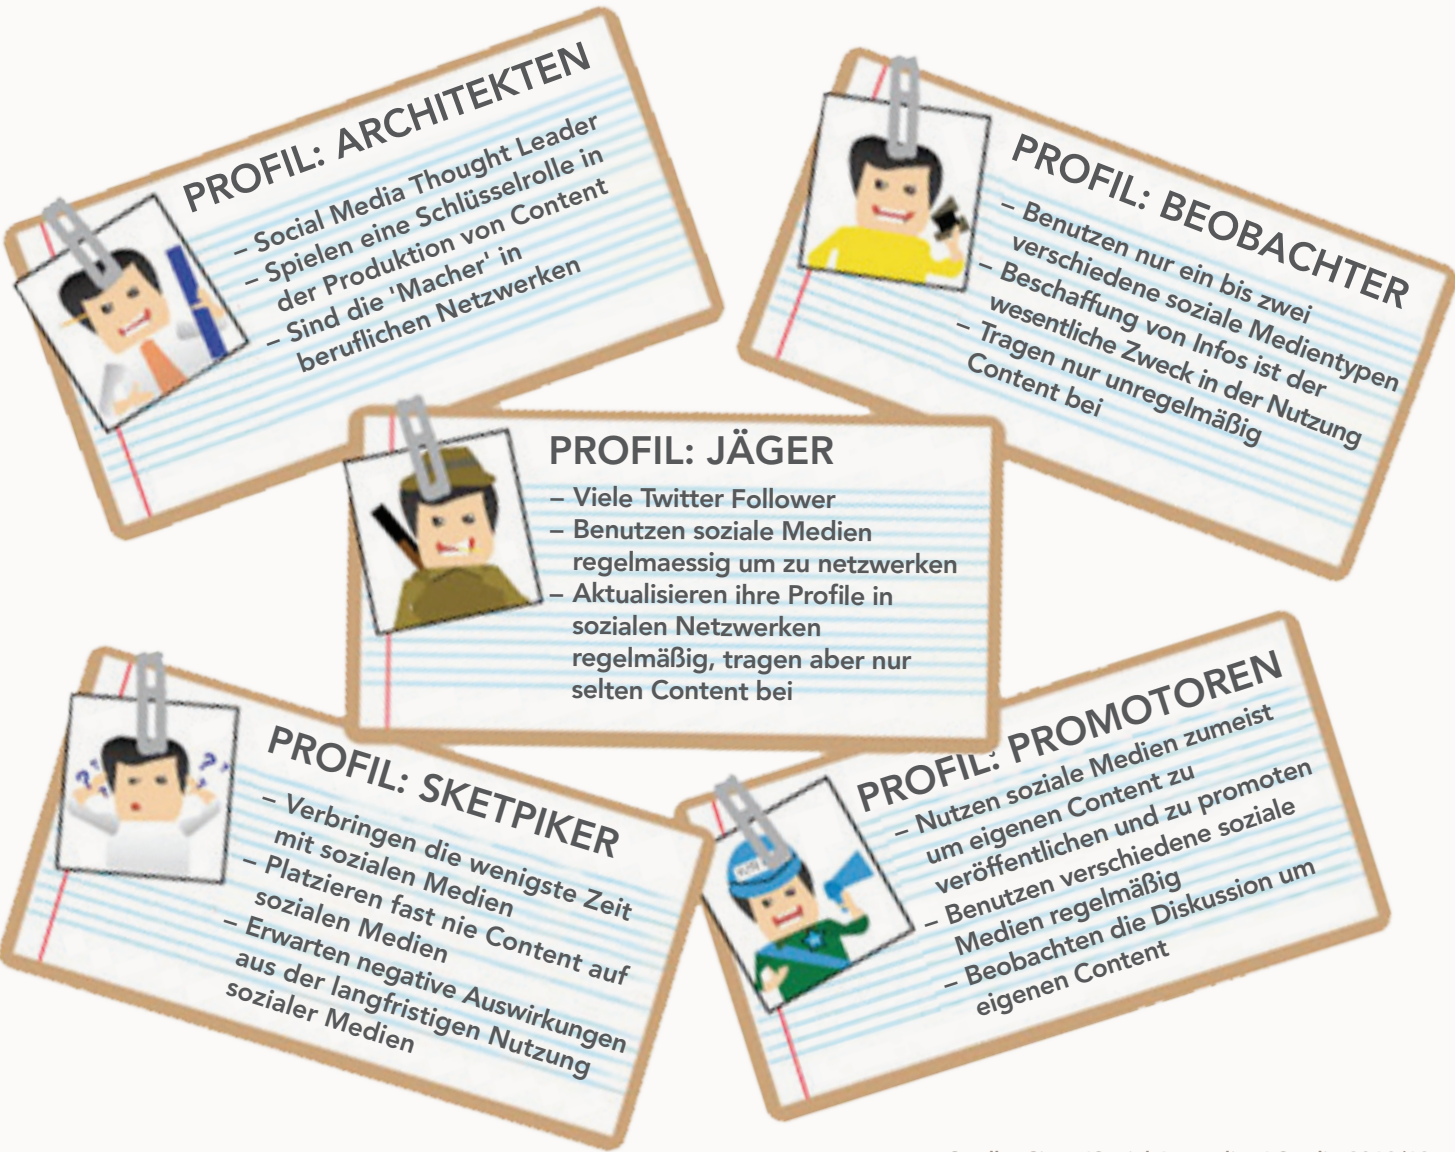 PROFIL: ARCHITEKTEN
– Social Media Thought Leader
– Spielen eine Schlüsselrolle in
der Produktion von Content
– Sind die 'Macher' in
beruflichen Netzwerken
PROFIL: BEOBACHTER
– Benutzen nur ein bis zwei
verschiedene soziale Medientypen
– Beschaffung von Infos ist der
wesentliche Zweck in der Nutzung
– Tragen nur unregelmäßig
Content bei
PROFIL: JÄGER
– Viele Twitter Follower
– Benutzen soziale Medien
regelmaessig um zu netzwerken
– Aktualisieren ihre Profile in
sozialen Netzwerken
regelmäßig, tragen aber nur
selten Content bei
PROFIL: SKETPIKER
– Verbringen die wenigste Zeit
mit sozialen Medien
– Platzieren fast nie Content auf
sozialen Medien
– Erwarten negative Auswirkungen
aus der langfristigen Nutzung
sozialer Medien
PROFIL: PROMOTOREN
– Nutzen soziale Medien zumeist
um eigenen Content zu
veröffentlichen und zu promoten
– Benutzen verschiedene soziale
Medien regelmäßig
– Beobachten die Diskussion um
eigenen Content